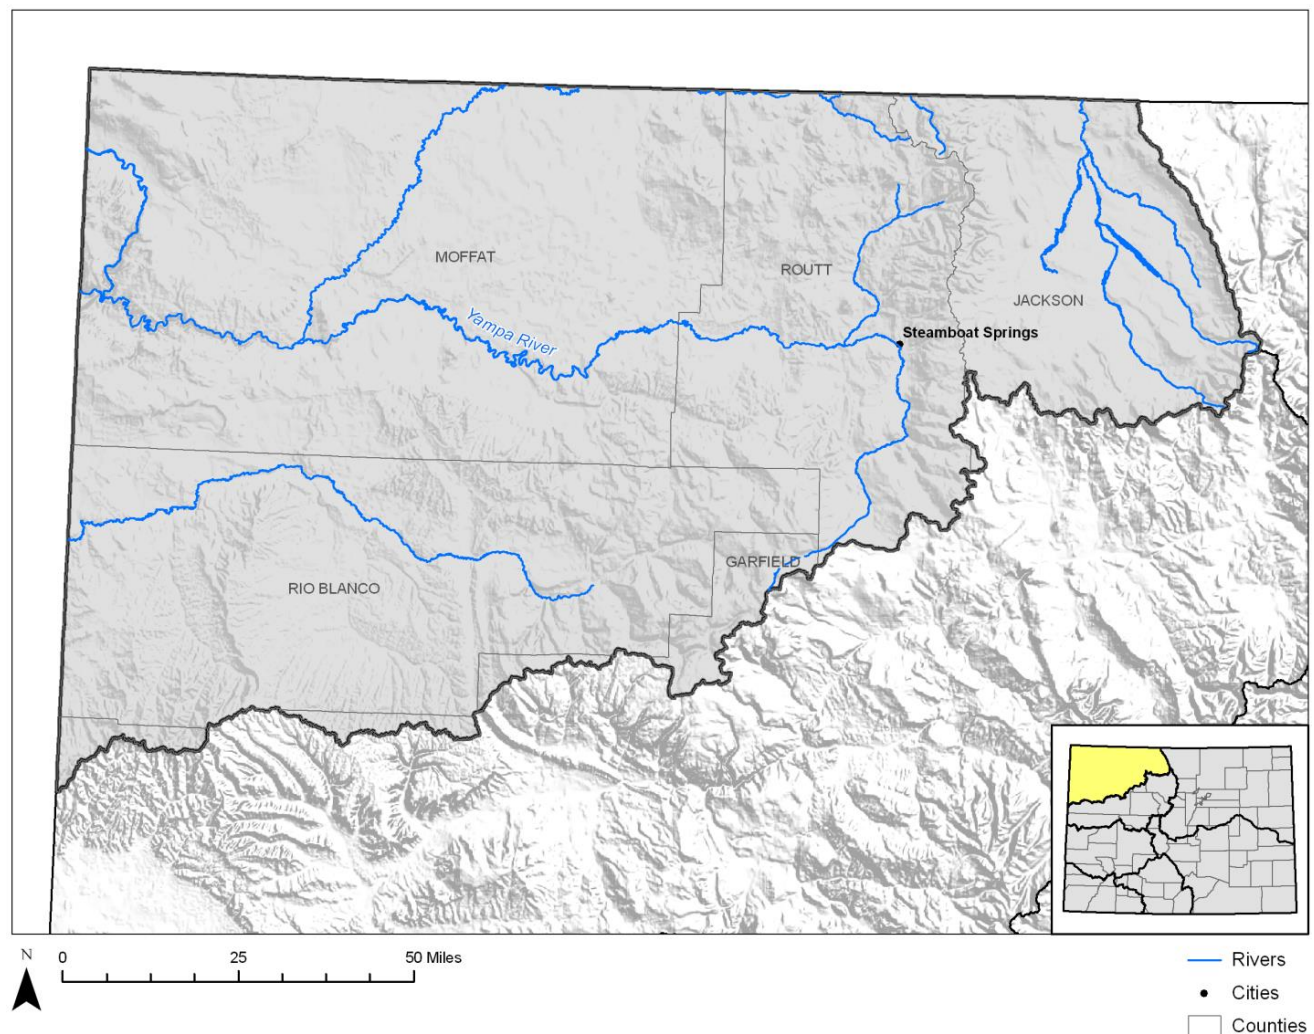 MOFFAT
ROUTT
JACKSON
Yampa River
Steamboat Springs
GARFIELD
RIO BLANCO
N
0 25 50 Miles
Rivers
Cities
Counties